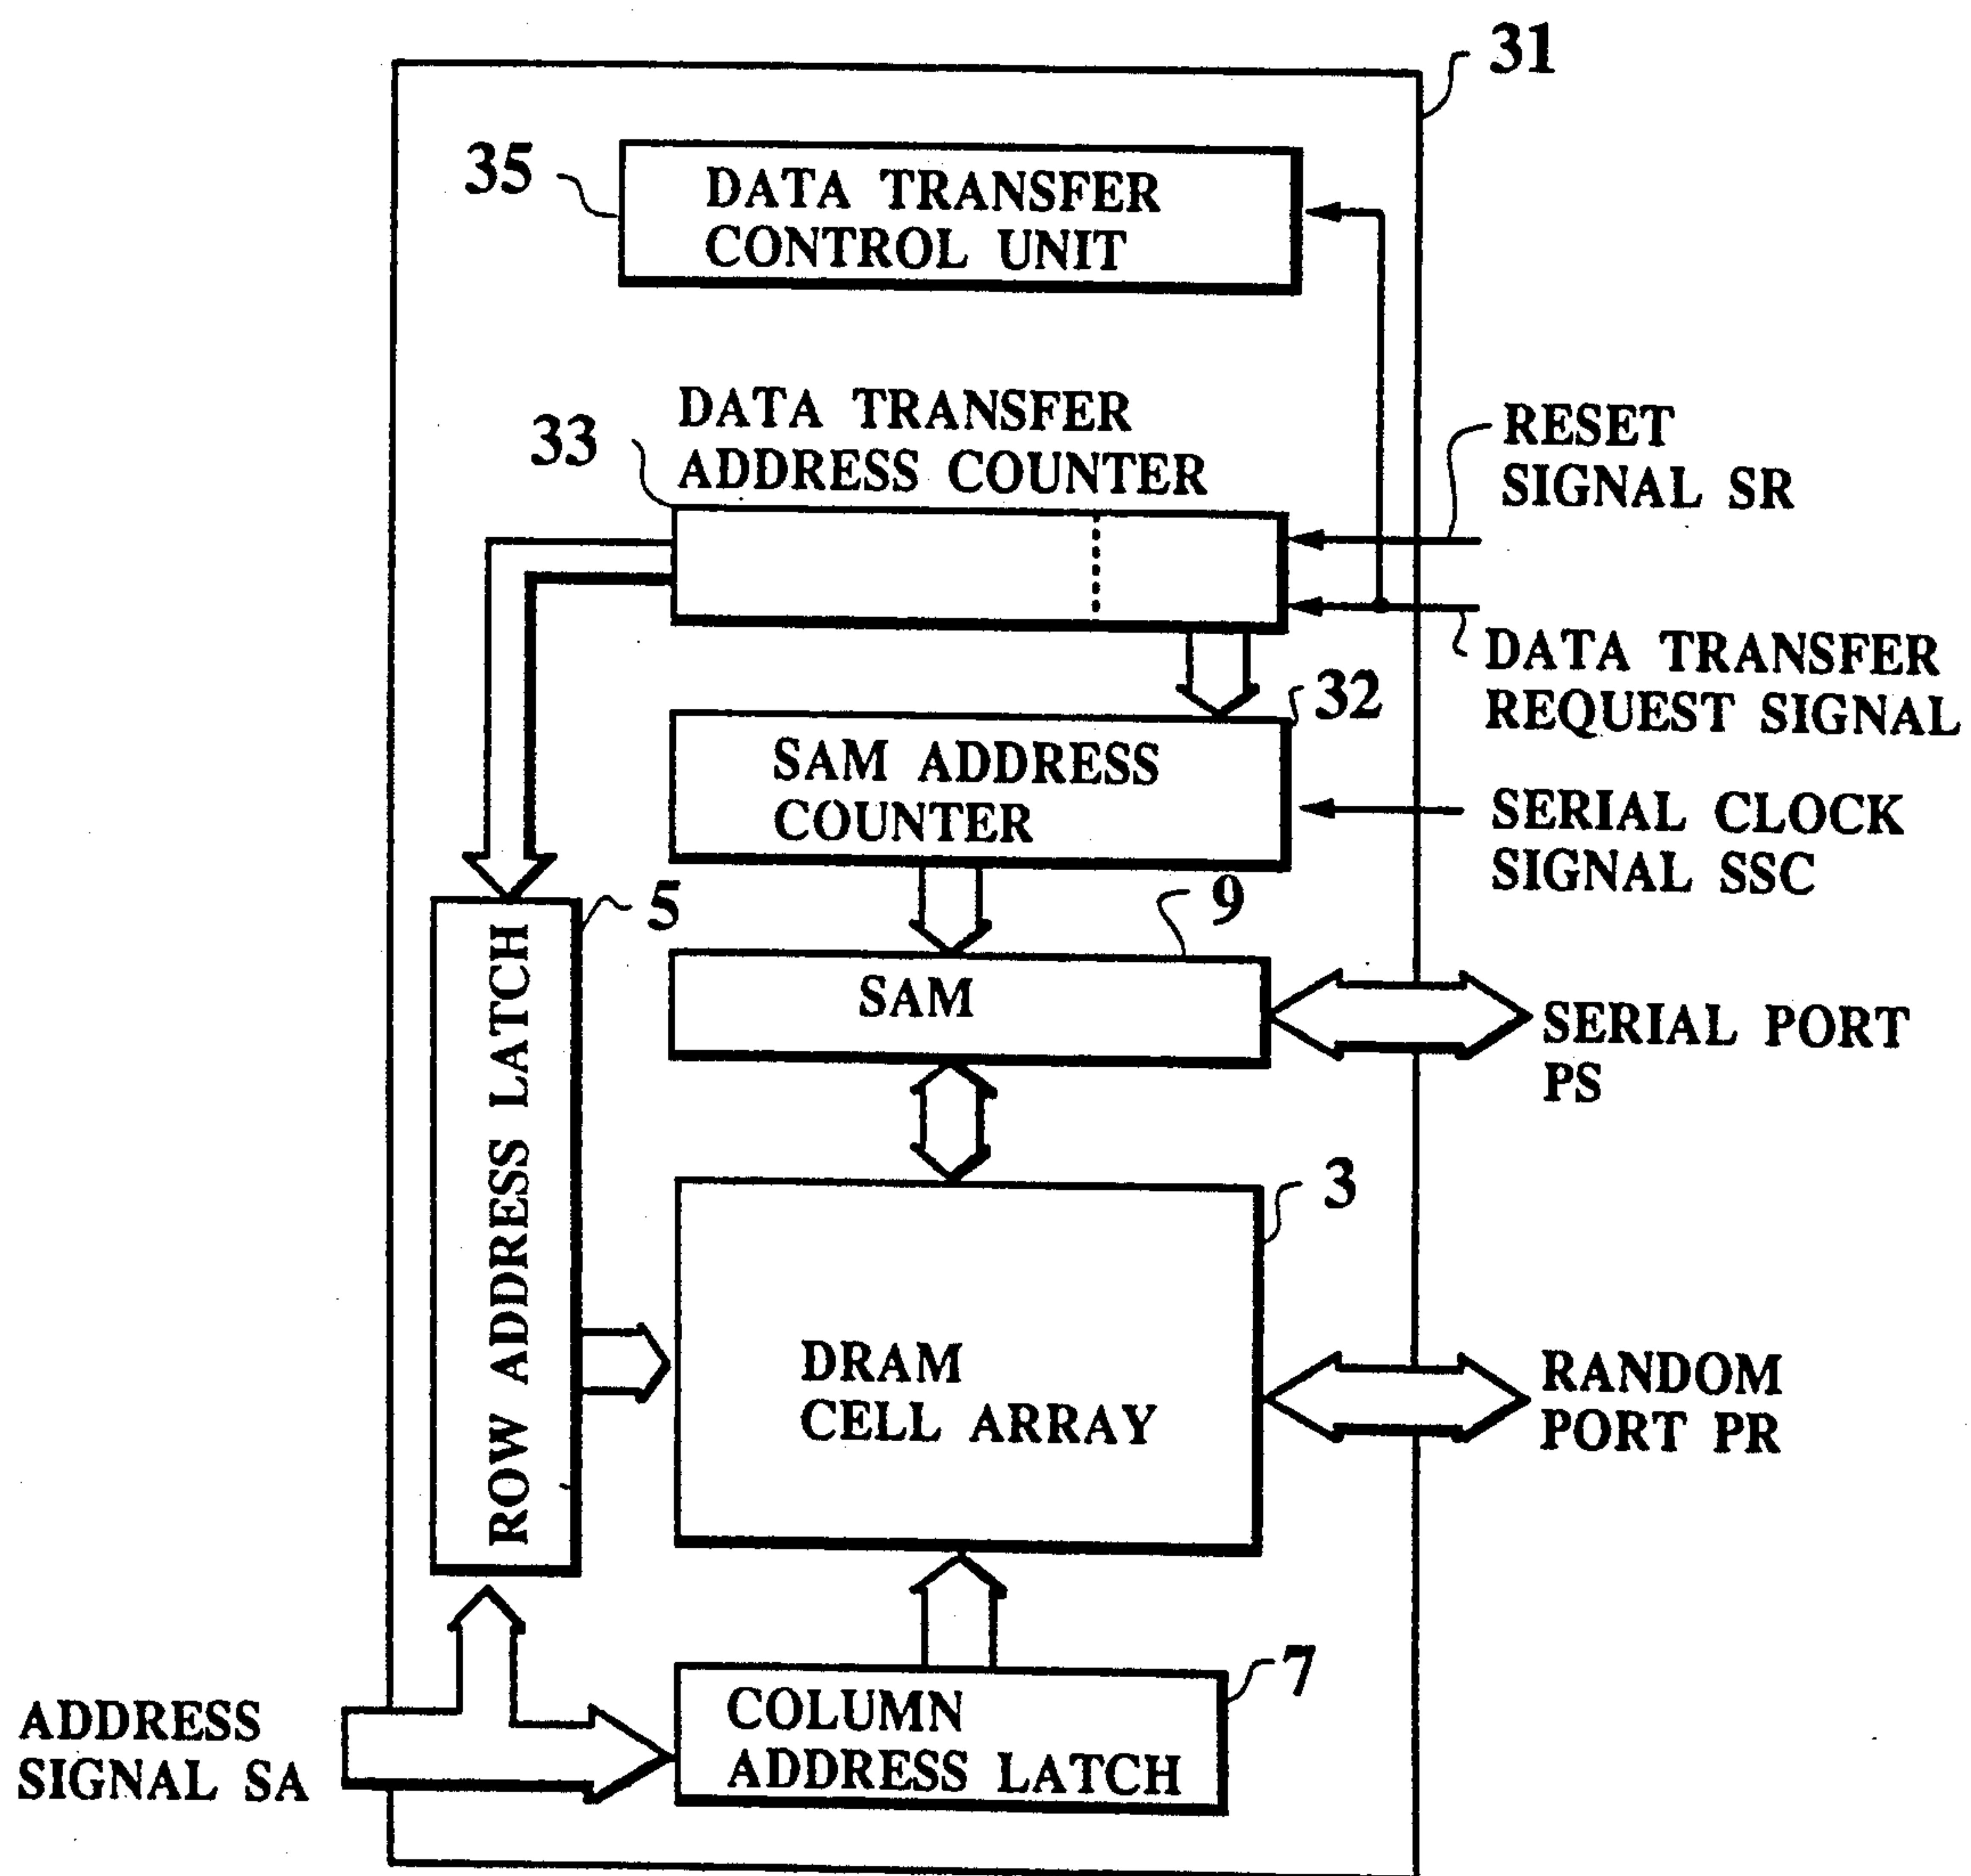 31
35
DATA TRANSFER
CONTROL UNIT
DATA TRANSFER
ADDRESS COUNTER
33
RESET
SIGNAL SR
DATA TRANSFER
REQUEST SIGNAL
32
SAM ADDRESS
COUNTER
SERIAL CLOCK
SIGNAL SSC
5
9
SAM
SERIAL PORT
PS
ROW ADDRESS LATCH
3
DRAM
CELL ARRAY
RANDOM
PORT PR
7
COLUMN
ADDRESS LATCH
ADDRESS
SIGNAL SA